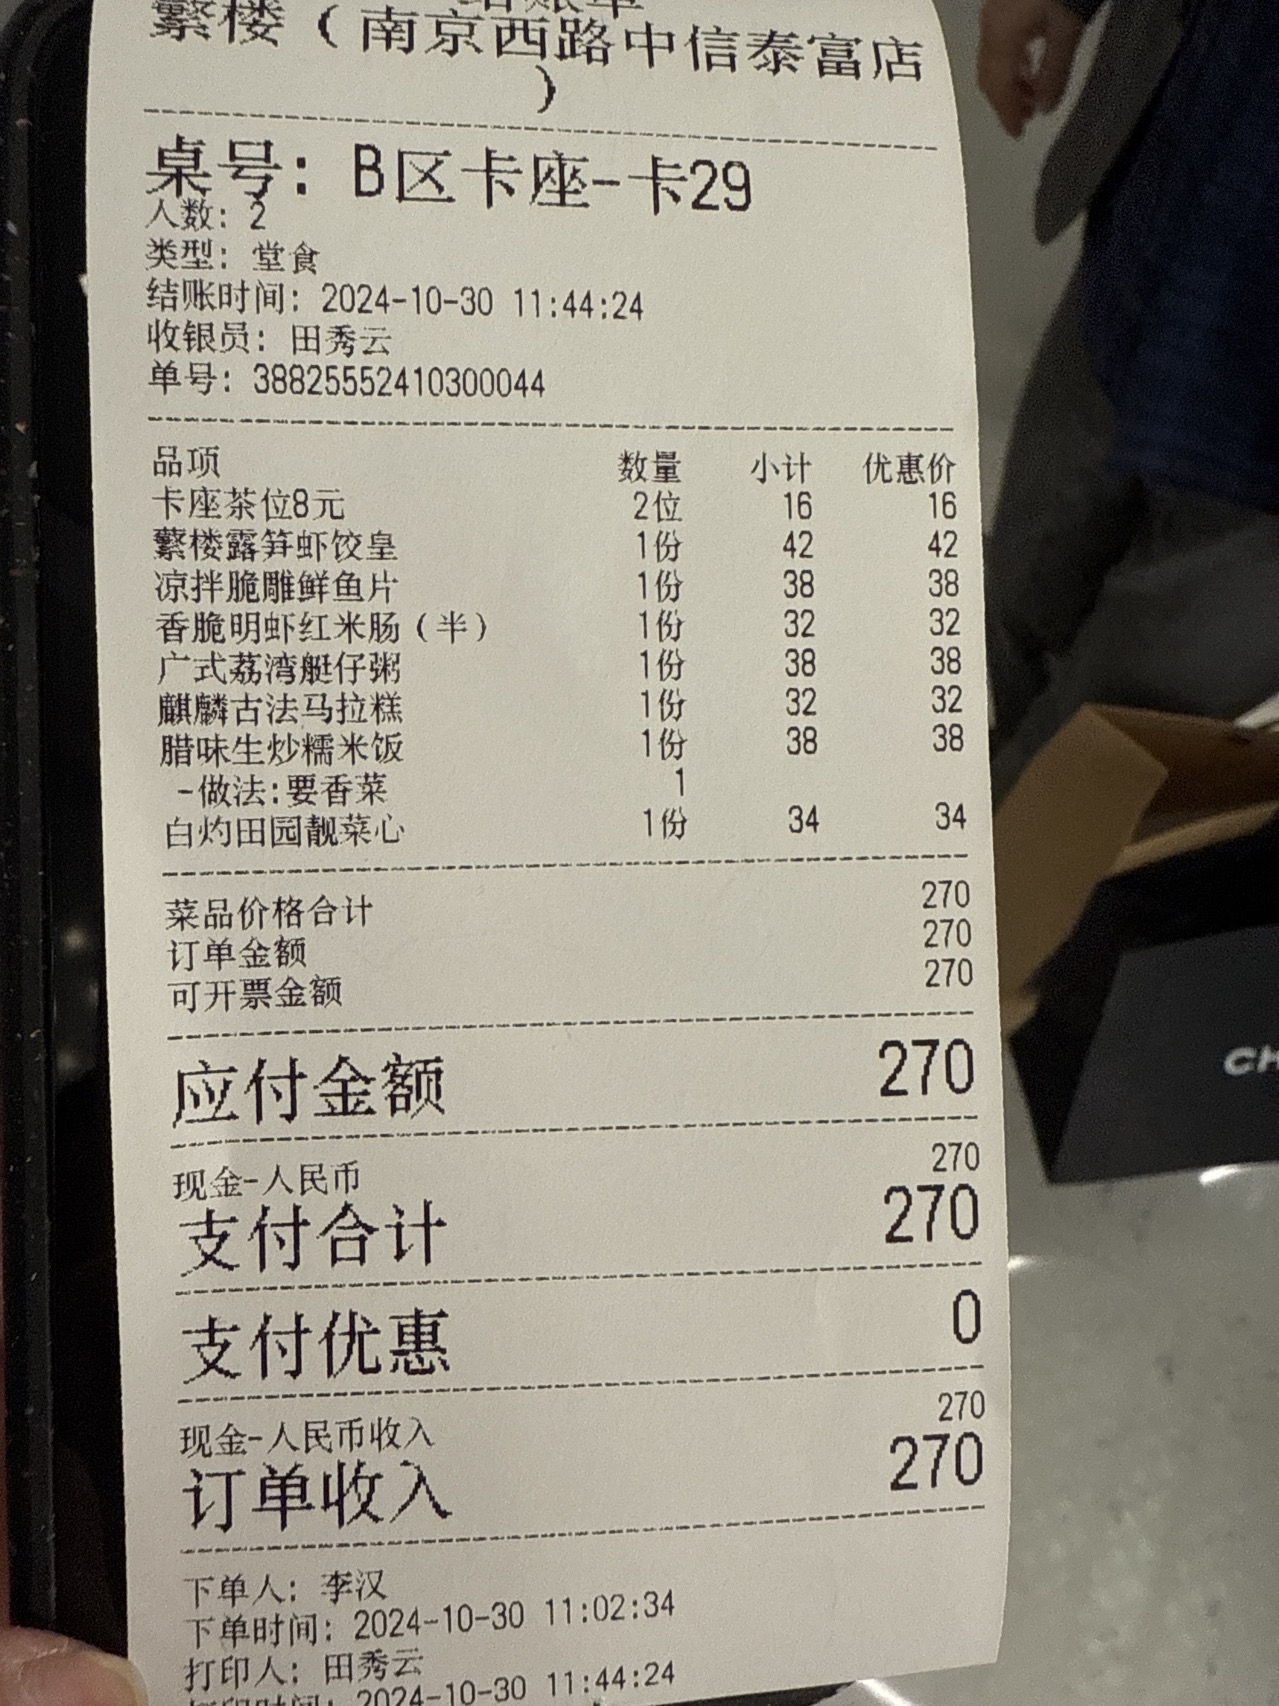 结账单
蘩楼（南京西路中信泰富店
）
桌号: B区卡座-卡29
人数: 2
类型: 堂食
结账时间: 2024-10-30 11:44:24
收银员: 田秀云
单号: 38825552410300044
品项 数量 小计 优惠价
卡座茶位8元 2位 16 16
蘩楼露笋虾饺皇 1份 42 42
凉拌脆雕鲜鱼片 1份 38 38
香脆明虾红米肠（半） 1份 32 32
广式荔湾艇仔粥 1份 38 38
麒麟古法马拉糕 1份 32 32
腊味生炒糯米饭 1份 38 38
-做法:要香菜 1
白灼田园靓菜心 1份 34 34
菜品价格合计 270
订单金额 270
可开票金额 270
应付金额 270
现金-人民币 270
支付合计 270
支付优惠 0
现金-人民币收入 270
订单收入 270
下单人: 李汉
下单时间: 2024-10-30 11:02:34
打印人: 田秀云
打印时间: 2024-10-30 11:44:24
CH